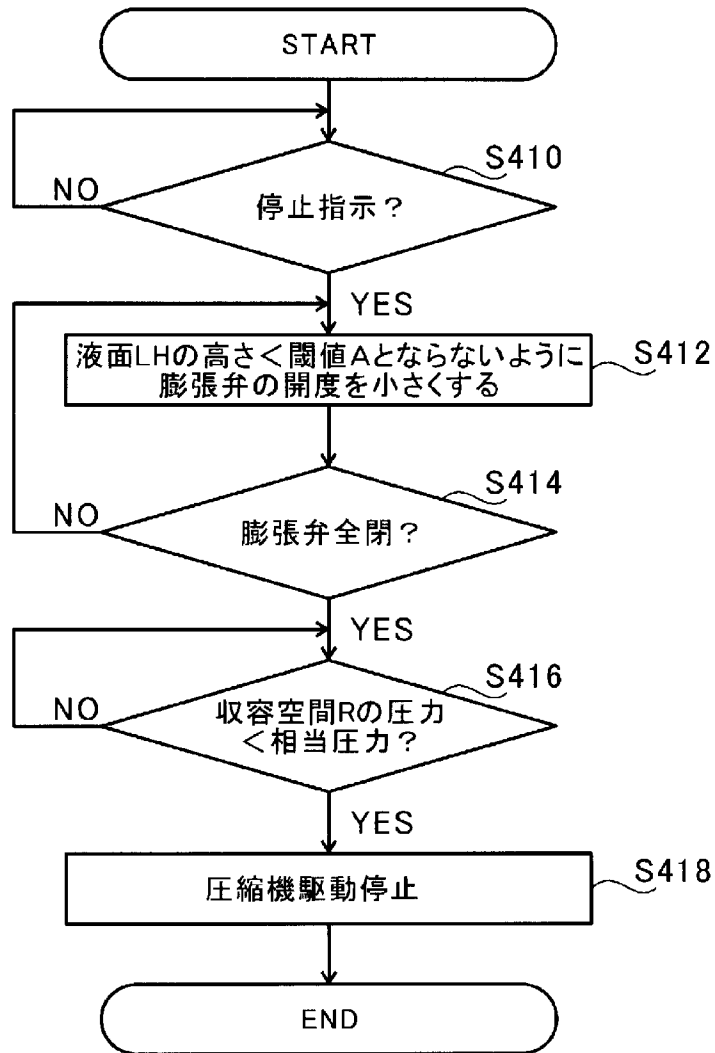 START
S410
停止指示？
NO
YES
液面LHの高さ＜閾値Aとならないように
膨張弁の開度を小さくする
S412
S414
膨張弁全閉？
NO
YES
S416
収容空間Rの圧力
＜相当圧力？
NO
YES
圧縮機駆動停止
S418
END